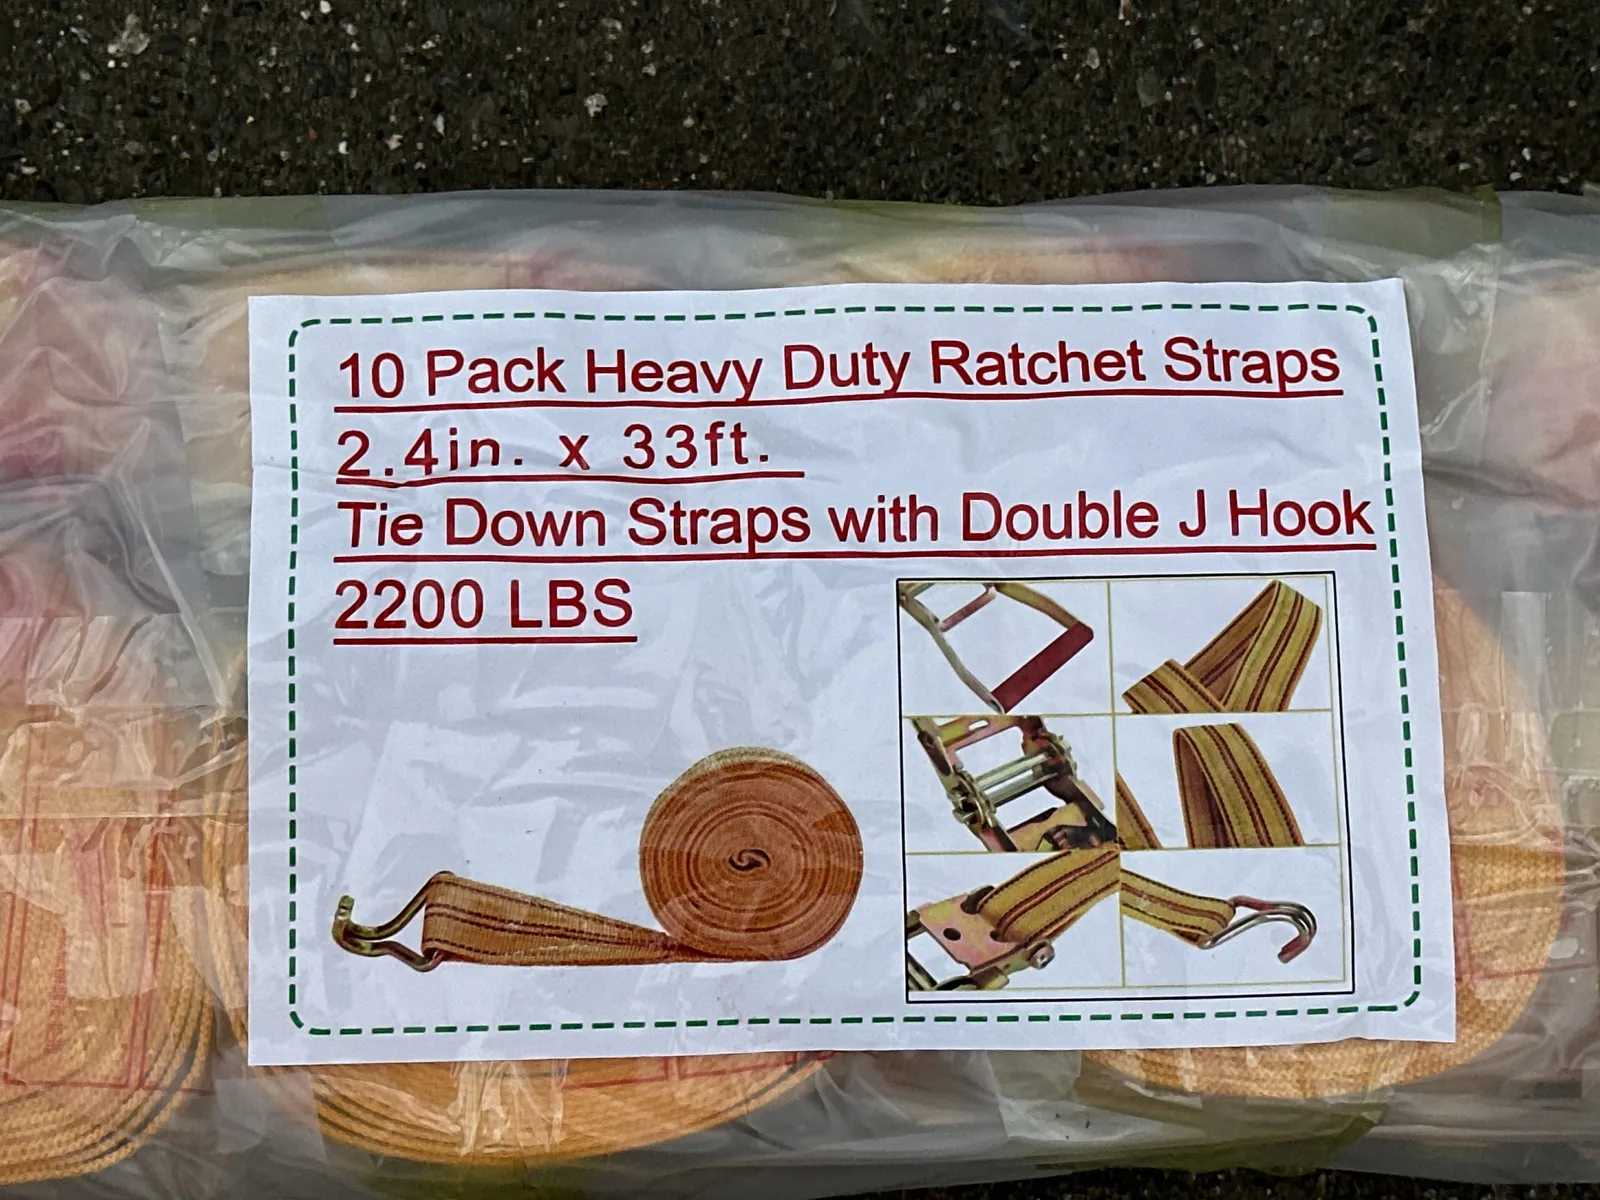 10 Pack Heavy Duty Ratchet Straps
2.4in. x 33ft.
Tie Down Straps with Double J Hook
2200 LBS